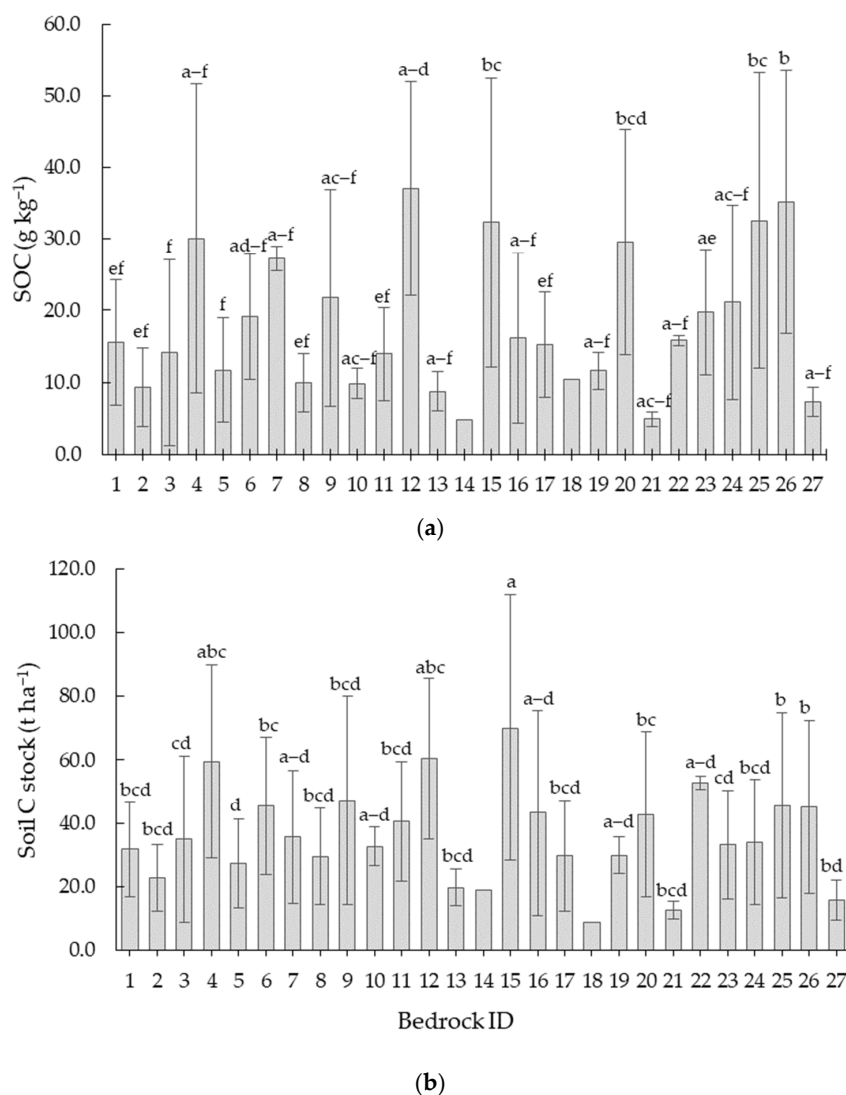 60.0
50.0
40.0
30.0
20.0
10.0
0.0
SOC (g kg⁻¹)
ef ef f a–f f ad–f a–f ef ac–f ac–f ef a–d a–f bc a–f ef a–f bcd ac–f a–f ae ac–f bc b a–f
1 2 3 4 5 6 7 8 9 10 11 12 13 14 15 16 17 18 19 20 21 22 23 24 25 26 27
(a)
120.0
100.0
80.0
60.0
40.0
20.0
0.0
Soil C stock (t ha⁻¹)
bcd bcd cd abc d bc a–d bcd bcd a–d bcd abc bcd a a–d bcd a–d bc bcd a–d cd bcd b b bd
1 2 3 4 5 6 7 8 9 10 11 12 13 14 15 16 17 18 19 20 21 22 23 24 25 26 27
Bedrock ID
(b)